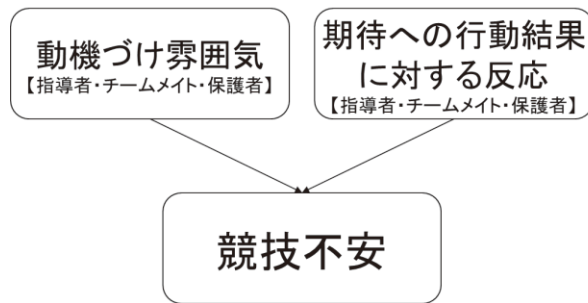 動機づけ雰囲気
【指導者・チームメイト・保護者】
期待への行動結果
に対する反応
【指導者・チームメイト・保護者】
競技不安